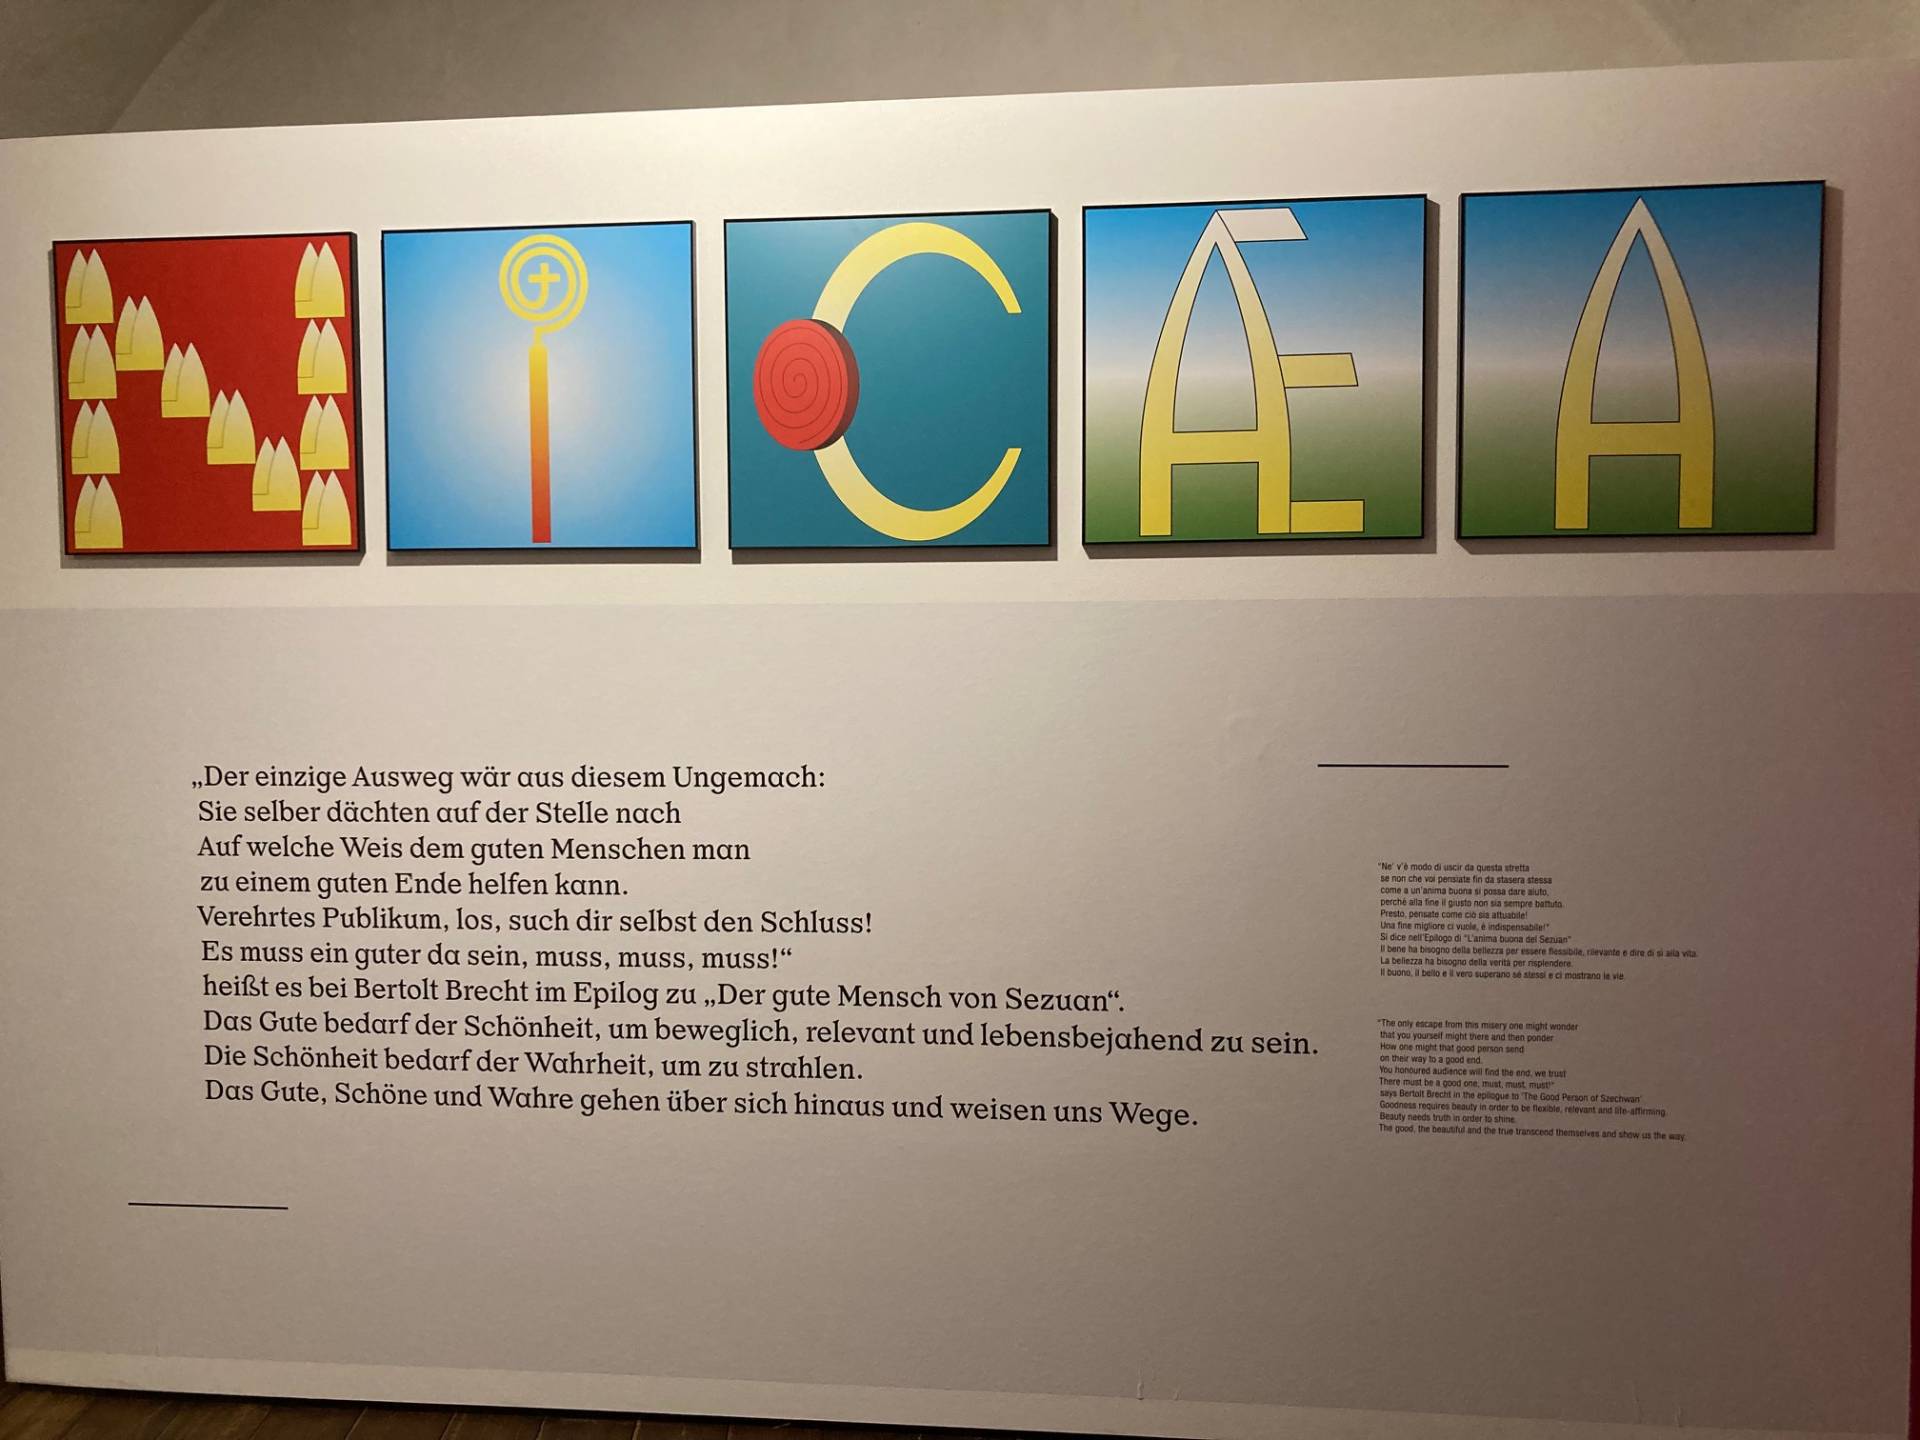 N i C Æ A
„Der einzige Ausweg wär aus diesem Ungemach:
Sie selber dächten auf der Stelle nach
Auf welche Weis dem guten Menschen man
zu einem guten Ende helfen kann.
Verehrtes Publikum, los, such dir selbst den Schluss!
Es muss ein guter da sein, muss, muss, muss!“
heißt es bei Bertolt Brecht im Epilog zu „Der gute Mensch von Sezuan“.
Das Gute bedarf der Schönheit, um beweglich, relevant und lebensbejahend zu sein.
Die Schönheit bedarf der Wahrheit, um zu strahlen.
Das Gute, Schöne und Wahre gehen über sich hinaus und weisen uns Wege.
"Ne' v'è modo di uscir da questa stretta
se non che voi pensiate fin da stasera stessa
come a un'anima buona si possa dare aiuto,
perché alla fine il giusto non sia sempre battuto.
Presto, pensate come ciò sia attuabile!
Una fine migliore ci vuole, è indispensabile!"
Si dice nell'Epilogo di "L'anima buona del Sezuan"
Il bene ha bisogno della bellezza per essere flessibile, rilevante e dire di sì alla vita.
La bellezza ha bisogno della verità per risplendere.
Il buono, il bello e il vero superano sé stessi e ci mostrano le vie.
"The only escape from this misery one might wonder
that you yourself might there and then ponder
How one might that good person send
on their way to a good end.
You honoured audience will find the end, we trust
There must be a good one, must, must, must!"
says Bertolt Brecht in the epilogue to 'The Good Person of Szechwan'.
Goodness requires beauty in order to be flexible, relevant and life-affirming.
Beauty needs truth in order to shine.
The good, the beautiful and the true transcend themselves and show us the way.